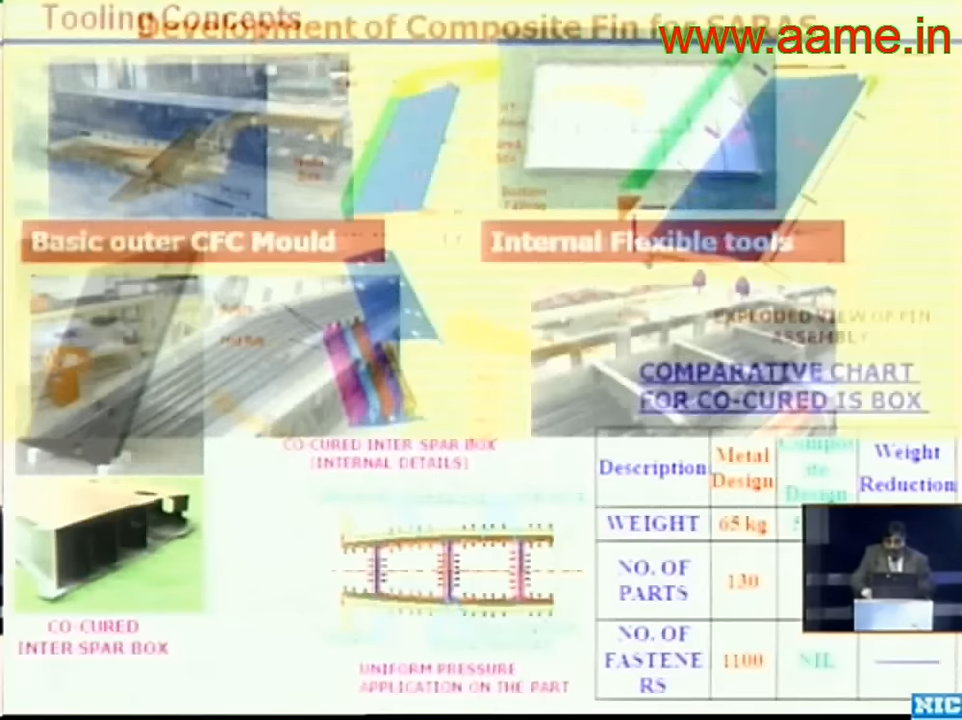 Tooling Concepts
Development of Composite Fin for SARAS
www.aame.in
Basic outer CFC Mould
Internal Flexible tools
EXPLODED VIEW OF FIN
ASSEMBLY
COMPARATIVE CHART
FOR CO-CURED IS BOX
CO-CURED INTER SPAR BOX
(INTERNAL DETAILS)
Description
Metal
Design
Composite
Design
Weight
Reduction
WEIGHT
65 kg
NO. OF
PARTS
130
NO. OF
FASTENE
RS
1100
NIL
CO-CURED
INTER SPAR BOX
UNIFORM PRESSURE
APPLICATION ON THE PART
NIC